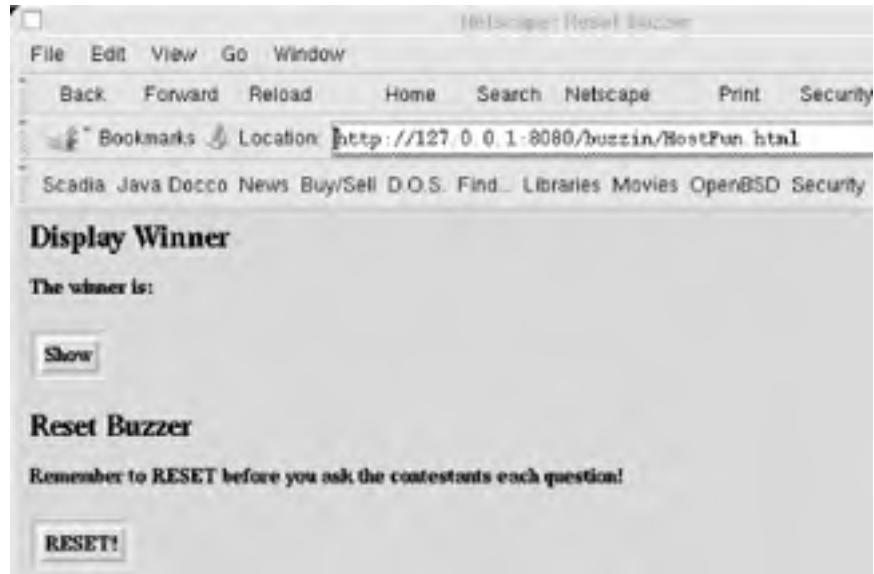 Netscape: Reset Buzzer
File Edit View Go Window
Back Forward Reload Home Search Netscape Print Security
Bookmarks Location: http://127.0.0.1:8080/buzzin/HostFun.html
Scadia Java Docco News Buy/Sell D.O.S. Find... Libraries Movies OpenBSD Security
Display Winner
The winner is:
Show
Reset Buzzer
Remember to RESET before you ask the contestants each question!
RESET!